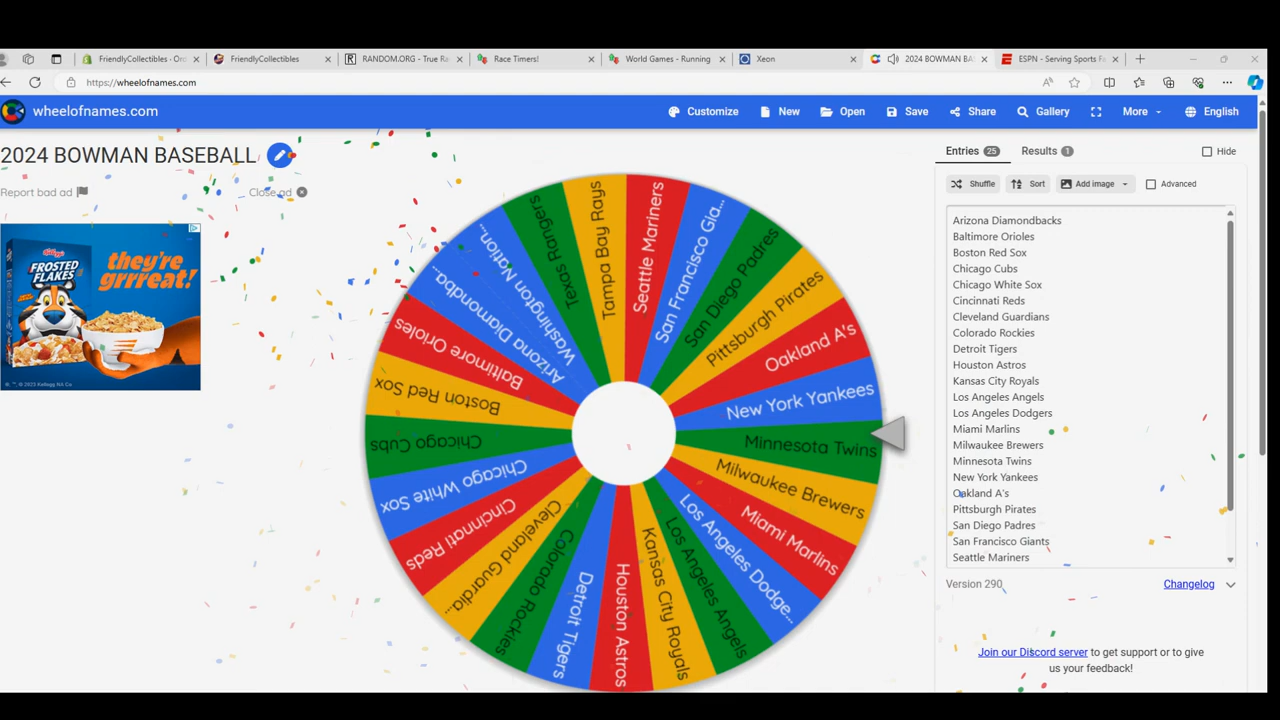 FriendlyCollectibles - Ord
FriendlyCollectibles
RANDOM.ORG - True Ra
Race Timers!
World Games - Running
Xeon
2024 BOWMAN BA
ESPN - Serving Sports Fa
https://wheelofnames.com
wheelofnames.com
Customize
New
Open
Save
Share
Gallery
More
English
2024 BOWMAN BASEBALL
Report bad ad
Close ad
Kellogg's
FROSTED
FLAKES
they're
grrreat!
Seattle Mariners
San Francisco Gia...
San Diego Padres
Pittsburgh Pirates
Oakland A's
New York Yankees
Minnesota Twins
Milwaukee Brewers
Miami Marlins
Los Angeles Dodge...
Los Angeles Angels
Kansas City Royals
Houston Astros
Detroit Tigers
Colorado Rockies
Cleveland Guardia...
Cincinnati Reds
Chicago White Sox
Chicago Cubs
Boston Red Sox
Baltimore Orioles
Arizona Diamondba...
Washington Nation...
Texas Rangers
Tampa Bay Rays
Entries 25
Results 1
Hide
Shuffle
Sort
Add image
Advanced
Arizona Diamondbacks
Baltimore Orioles
Boston Red Sox
Chicago Cubs
Chicago White Sox
Cincinnati Reds
Cleveland Guardians
Colorado Rockies
Detroit Tigers
Houston Astros
Kansas City Royals
Los Angeles Angels
Los Angeles Dodgers
Miami Marlins
Milwaukee Brewers
Minnesota Twins
New York Yankees
Oakland A's
Pittsburgh Pirates
San Diego Padres
San Francisco Giants
Seattle Mariners
Version 290
Changelog
Join our Discord server to get support or to give
us your feedback!